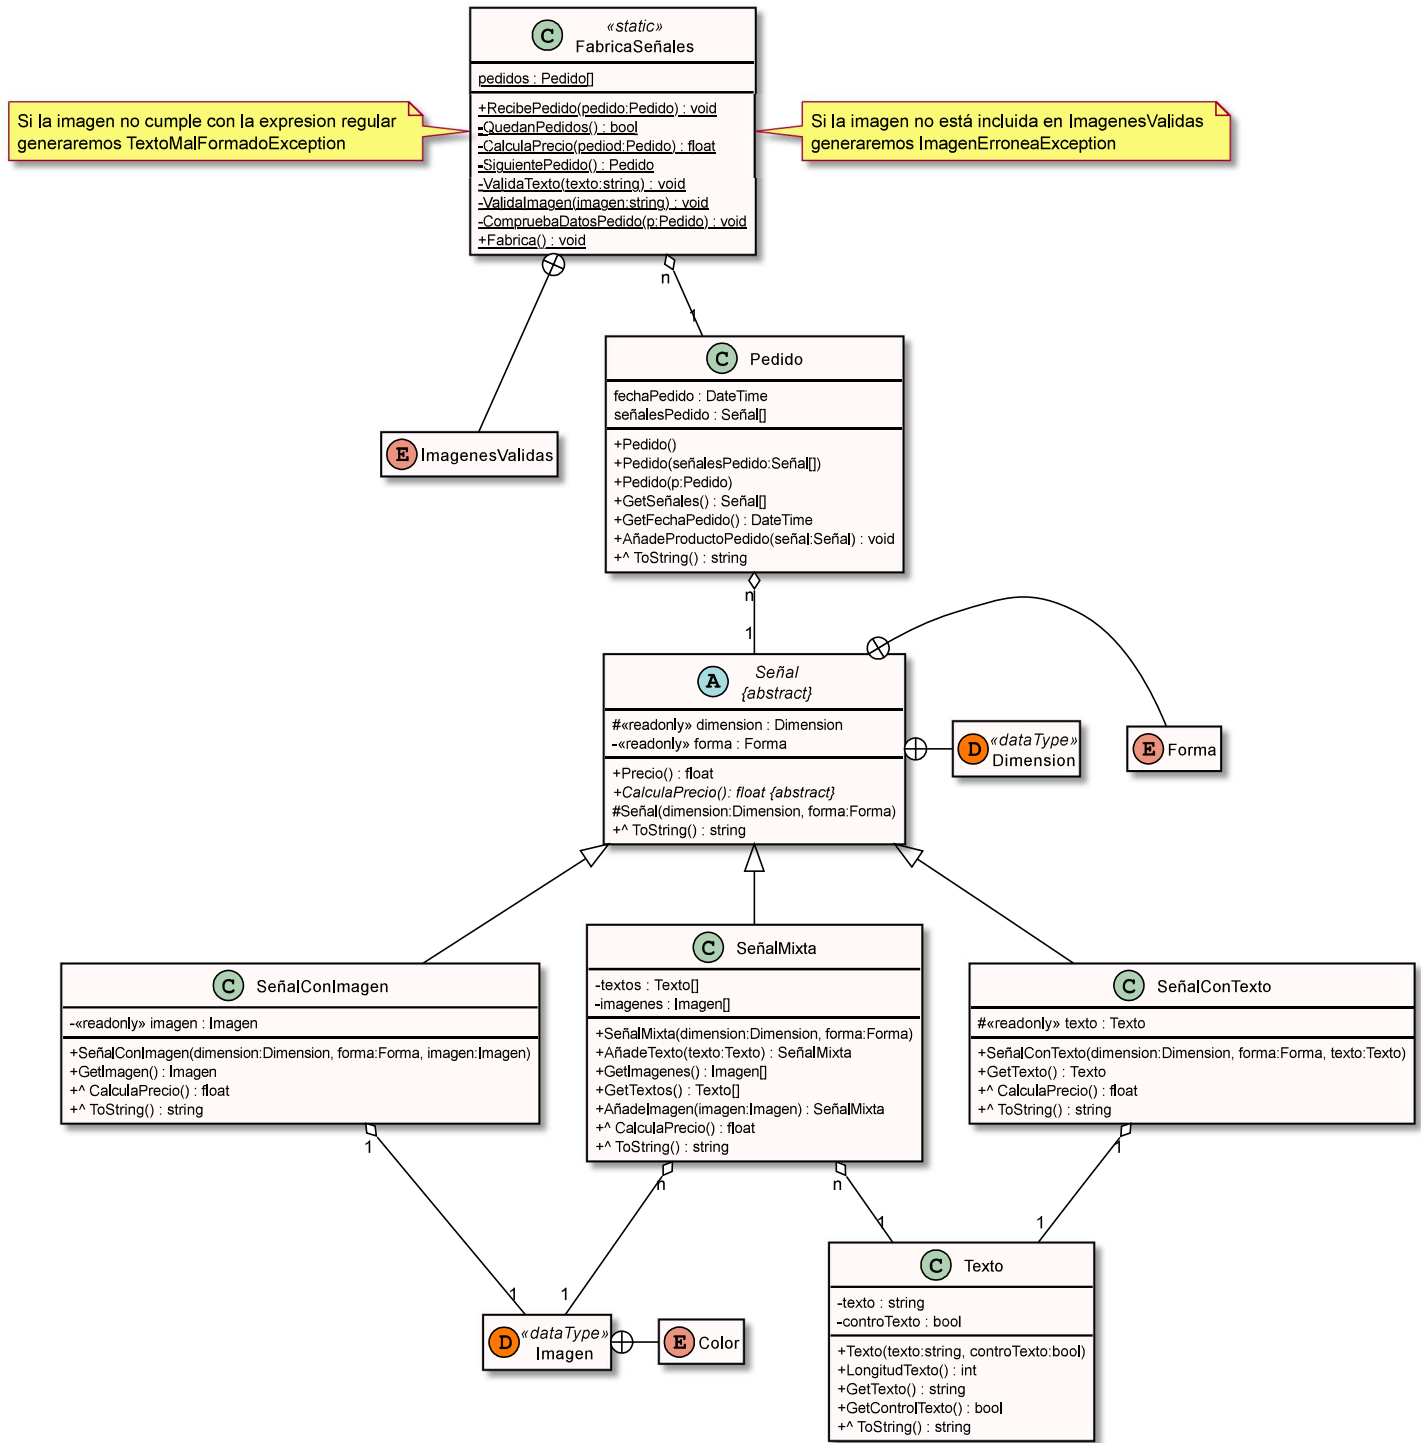 «static»
C FabricaSeñales
pedidos : Pedido[]
+RecibePedido(pedido:Pedido) : void
-QuedanPedidos() : bool
-CalculaPrecio(pediod:Pedido) : float
-SiguientePedido() : Pedido
-ValidaTexto(texto:string) : void
-ValidaImagen(imagen:string) : void
-CompruebaDatosPedido(p:Pedido) : void
+Fabrica() : void
Si la imagen no cumple con la expresion regular
generaremos TextoMalFormadoException
Si la imagen no está incluida en ImagenesValidas
generaremos ImagenErroneaException
n
1
C Pedido
fechaPedido : DateTime
señalesPedido : Señal[]
+Pedido()
+Pedido(señalesPedido:Señal[])
+Pedido(p:Pedido)
+GetSeñales() : Señal[]
+GetFechaPedido() : DateTime
+AñadeProductoPedido(señal:Señal) : void
+^ ToString() : string
E ImagenesValidas
n
1
A Señal
{abstract}
#«readonly» dimension : Dimension
-«readonly» forma : Forma
+Precio() : float
+CalculaPrecio(): float {abstract}
#Señal(dimension:Dimension, forma:Forma)
+^ ToString() : string
D «dataType»
Dimension
E Forma
C SeñalConImagen
-«readonly» imagen : Imagen
+SeñalConImagen(dimension:Dimension, forma:Forma, imagen:Imagen)
+GetImagen() : Imagen
+^ CalculaPrecio() : float
+^ ToString() : string
C SeñalMixta
-textos : Texto[]
-imagenes : Imagen[]
+SeñalMixta(dimension:Dimension, forma:Forma)
+AñadeTexto(texto:Texto) : SeñalMixta
+GetImagenes() : Imagen[]
+GetTextos() : Texto[]
+AñadeImagen(imagen:Imagen) : SeñalMixta
+^ CalculaPrecio() : float
+^ ToString() : string
C SeñalConTexto
#«readonly» texto : Texto
+SeñalConTexto(dimension:Dimension, forma:Forma, texto:Texto)
+GetTexto() : Texto
+^ CalculaPrecio() : float
+^ ToString() : string
1
n
n
1
1
1
1
1
D «dataType»
Imagen
E Color
C Texto
-texto : string
-controTexto : bool
+Texto(texto:string, controTexto:bool)
+LongitudTexto() : int
+GetTexto() : string
+GetControlTexto() : bool
+^ ToString() : string